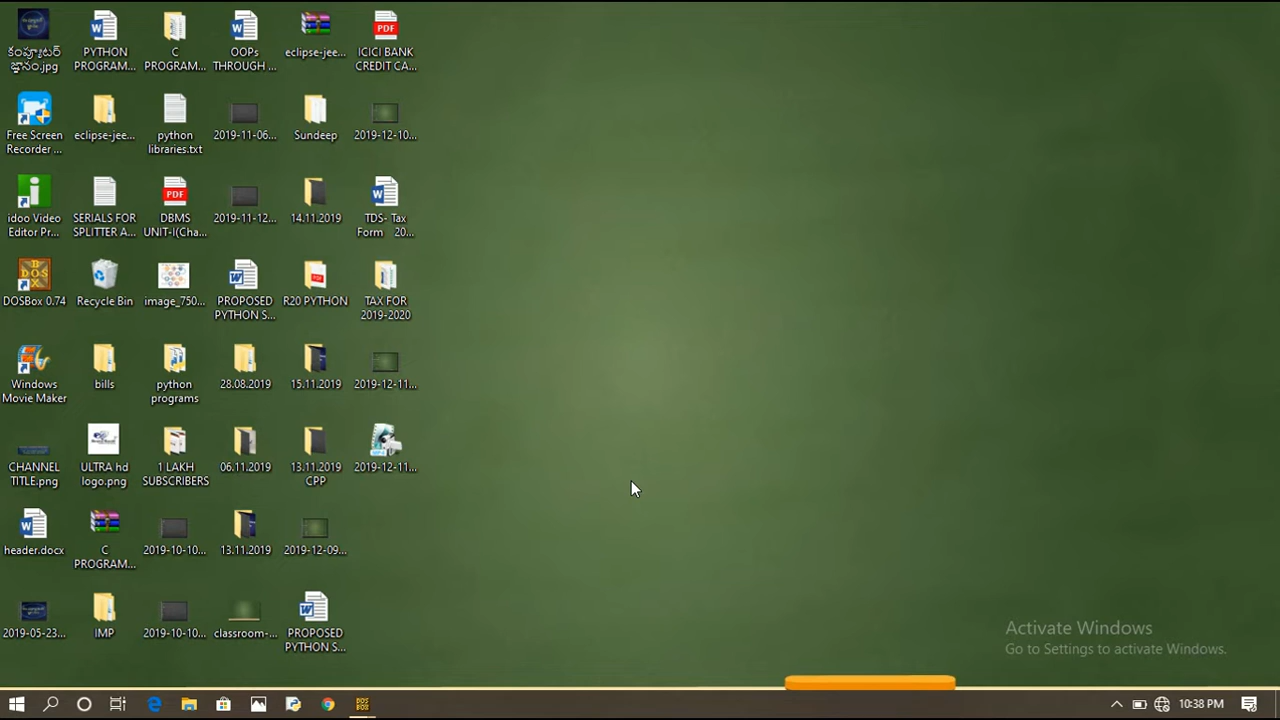 కంప్యూటర్
జ్ఞానం.jpg
PYTHON
PROGRAM...
C
PROGRAM...
OOPs
THROUGH ...
eclipse-jee...
ICICI BANK
CREDIT CA...
Free Screen
Recorder ...
eclipse-jee...
python
libraries.txt
2019-11-06...
Sundeep
2019-12-10...
idoo Video
Editor Pr...
SERIALS FOR
SPLITTER A...
PDF
DBMS
UNIT-I(Cha...
2019-11-12...
14.11.2019
TDS- Tax
Form 20...
DOSBox 0.74
Recycle Bin
image_750...
PROPOSED
PYTHON S...
R20 PYTHON
TAX FOR
2019-2020
Windows
Movie Maker
bills
python
programs
28.08.2019
15.11.2019
2019-12-11...
CHANNEL
TITLE.png
ULTRA hd
logo.png
1 LAKH
SUBSCRIBERS
06.11.2019
13.11.2019
CPP
2019-12-11...
header.docx
C
PROGRAM...
2019-10-10...
13.11.2019
2019-12-09...
2019-05-23...
IMP
2019-10-10...
classroom-...
PROPOSED
PYTHON S...
Activate Windows
Go to Settings to activate Windows.
10:38 PM